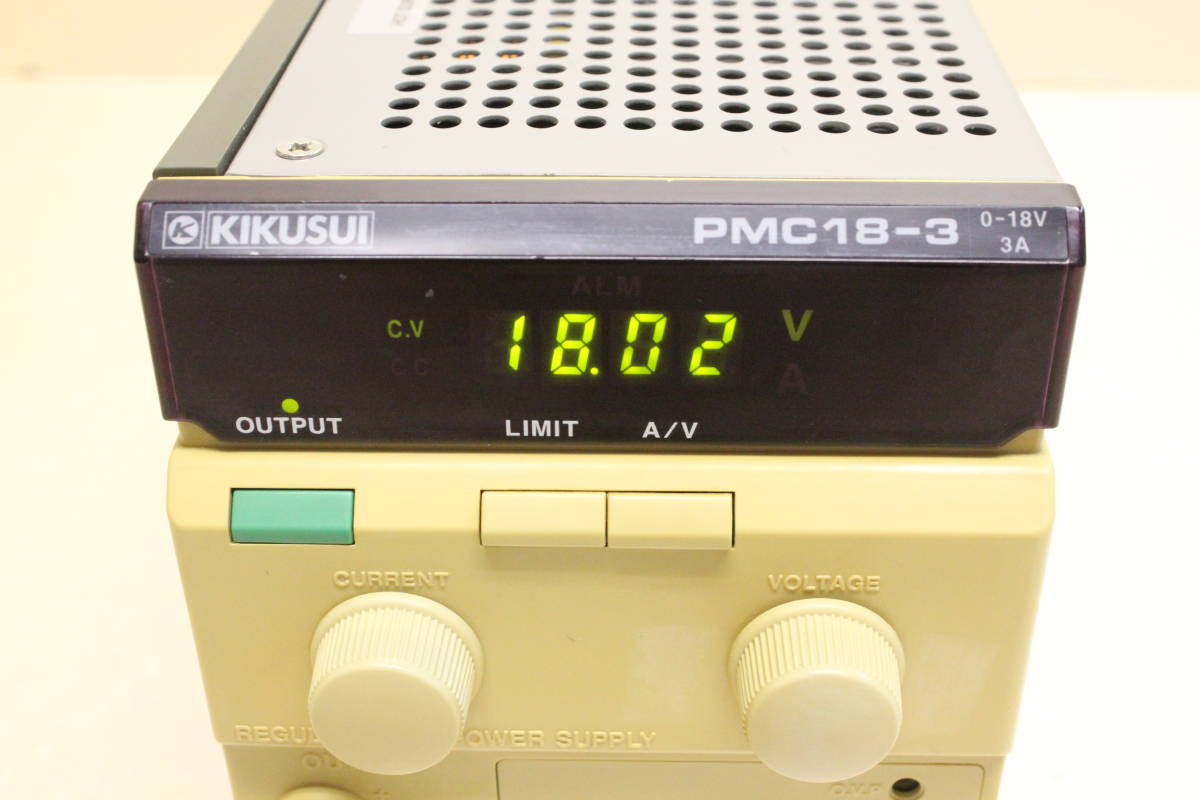 KIKUSUI
PMC18-3
0-18V
3A
ALM
C.V
18.02
V
C C
A
OUTPUT
LIMIT
A/V
CURRENT
VOLTAGE
POWER SUPPLY
+
O.V.P